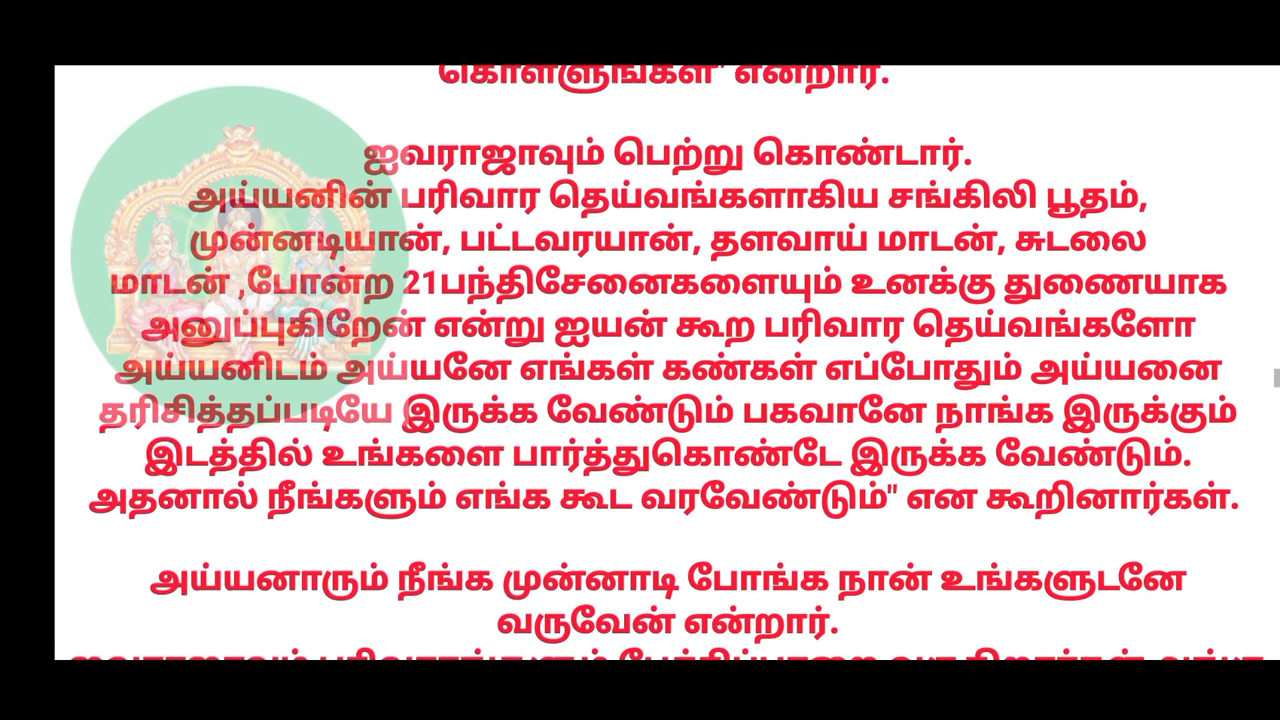 கொள்ளுங்கள்" என்றார்.
ஐவராஜாவும் பெற்று கொண்டார்.
அய்யனின் பரிவார தெய்வங்களாகிய சங்கிலி பூதம்,
முன்னடியான், பட்டவரயான், தளவாய் மாடன், சுடலை
மாடன் ,போன்ற 21பந்திசேனைகளையும் உனக்கு துணையாக
அனுப்புகிறேன் என்று ஐயன் கூற பரிவார தெய்வங்களோ
அய்யனிடம் அய்யனே எங்கள் கண்கள் எப்போதும் அய்யனை
தரிசித்தப்படியே இருக்க வேண்டும் பகவானே நாங்க இருக்கும்
இடத்தில் உங்களை பார்த்துகொண்டே இருக்க வேண்டும்.
அதனால் நீங்களும் எங்க கூட வரவேண்டும்" என கூறினார்கள்.
அய்யனாரும் நீங்க முன்னாடி போங்க நான் உங்களுடனே
வருவேன் என்றார்.